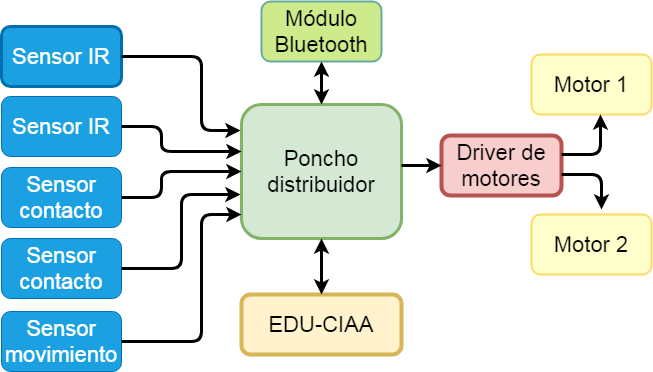 Módulo
Bluetooth
Sensor IR
Sensor IR
Sensor
contacto
Sensor
contacto
Sensor
movimiento
Poncho
distribuidor
EDU-CIAA
Driver de
motores
Motor 1
Motor 2